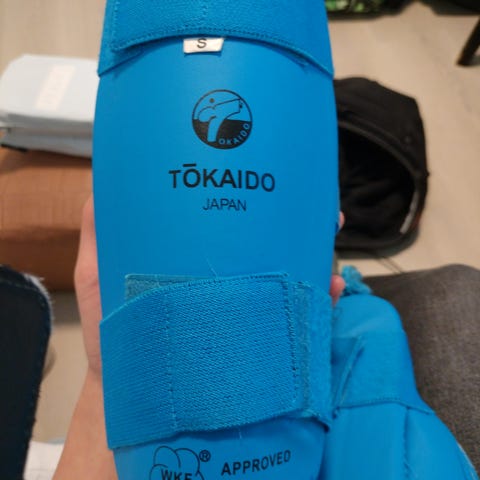 S
TOKAIDO
TŌKAIDO
JAPAN
WKF® APPROVED